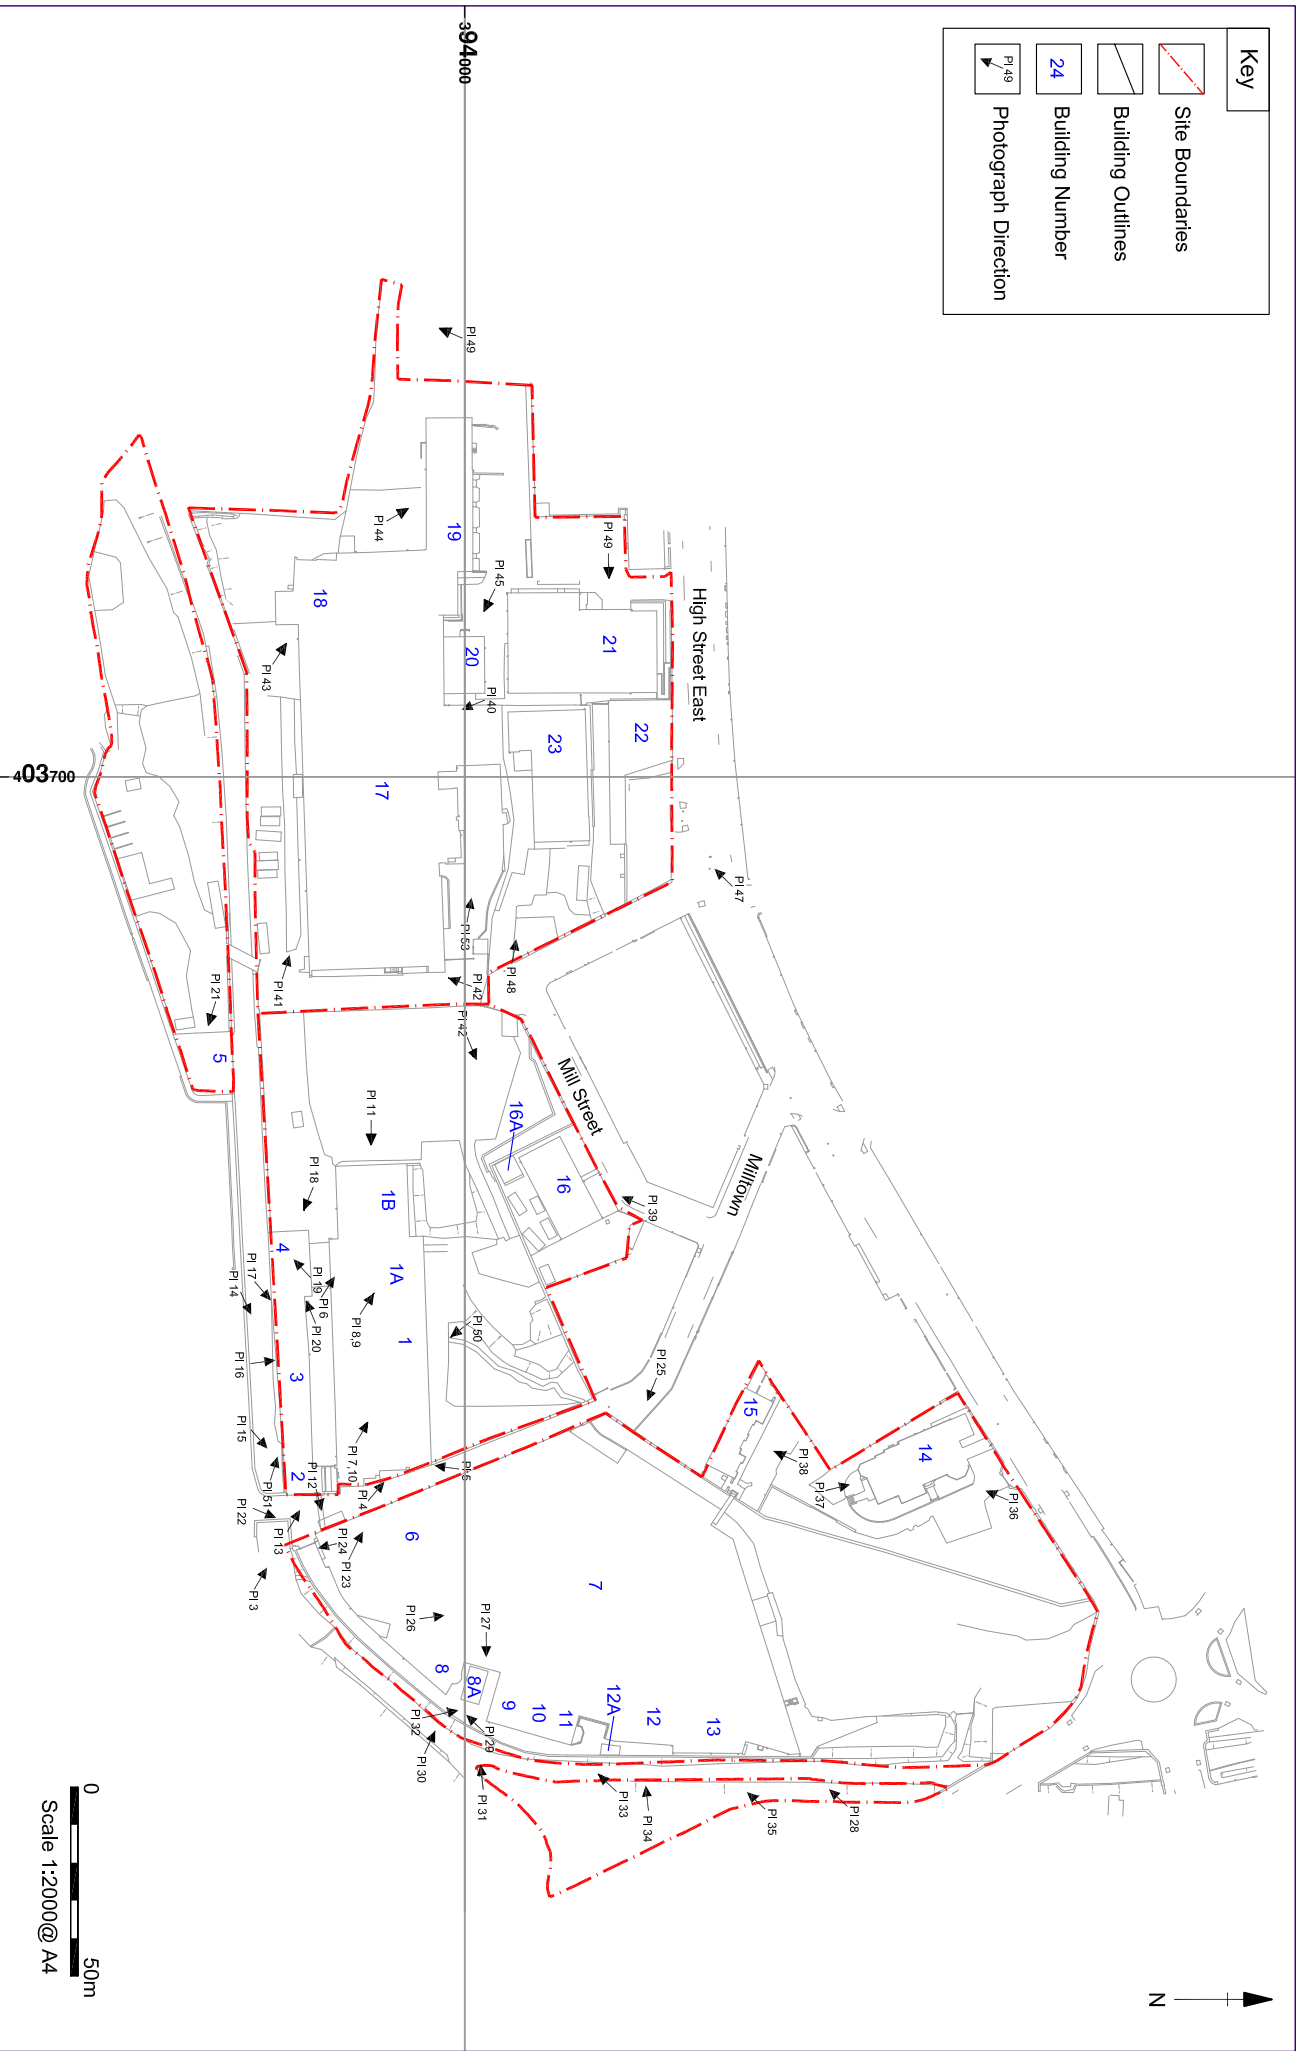 Key
Site Boundaries
Building Outlines
24
Building Number
Pl 49
Photograph Direction
394000
403700
High Street East
Mill Street
Milltown
Pl 49
Pl 49
Pl 44
Pl 45
Pl 43
Pl 40
Pl 47
Pl 53
Pl 48
Pl 42
Pl 42
Pl 41
Pl 21
Pl 11
Pl 18
Pl 39
Pl 19
Pl 6
Pl 20
Pl 8,9
Pl 50
Pl 17
Pl 14
Pl 16
Pl 15
Pl 51
Pl 12
Pl 7,10
Pl 4
Pl 5
Pl 25
Pl 38
Pl 37
Pl 36
Pl 22
Pl 13
Pl 24
Pl 23
Pl 3
Pl 26
Pl 27
Pl 32
Pl 29
Pl 30
Pl 31
Pl 33
Pl 34
Pl 35
Pl 28
19
18
20
21
22
23
17
5
16A
16
1B
1A
1
4
3
2
15
14
6
7
8
8A
9
10
11
12A
12
13
0
50m
Scale 1:2000@ A4
N